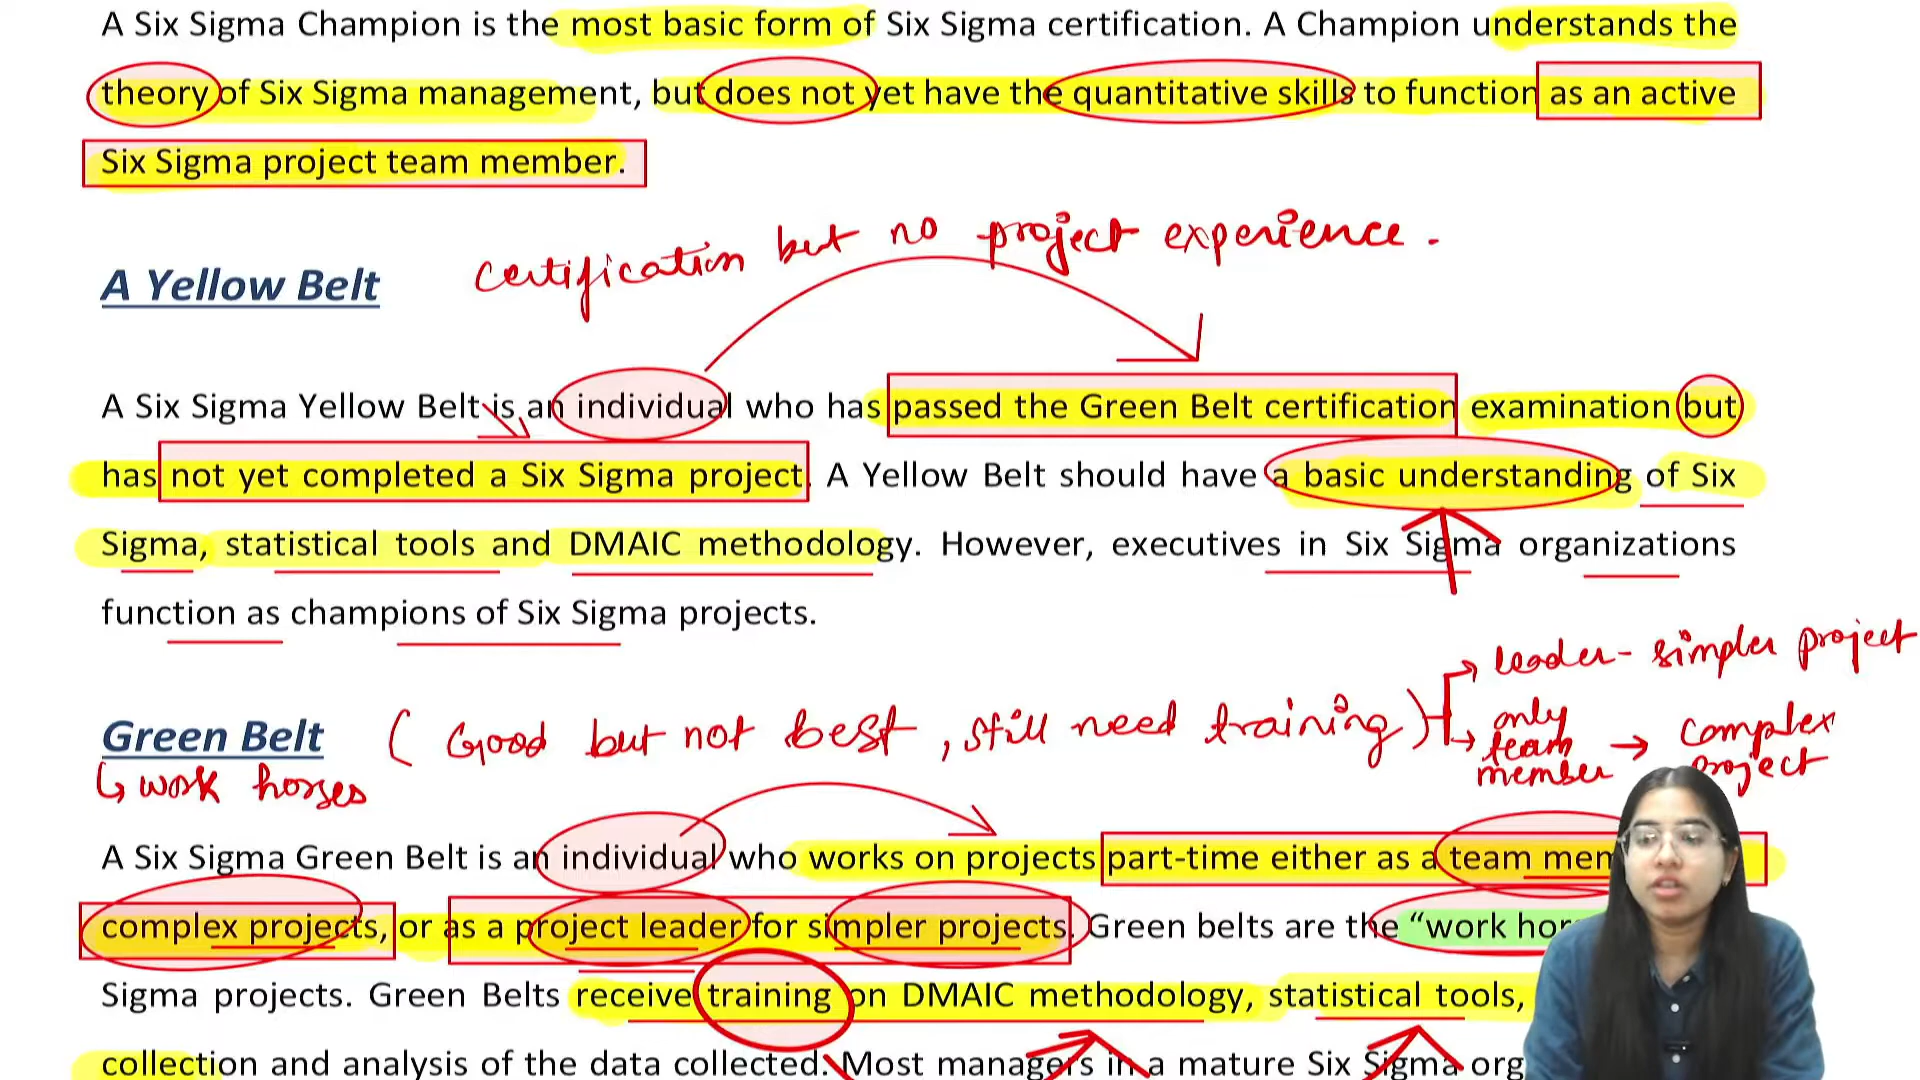 A Six Sigma Champion is the most basic form of Six Sigma certification. A Champion understands the
theory of Six Sigma management, but does not yet have the quantitative skills to function as an active
Six Sigma project team member.
certification but no project experience.
A Yellow Belt
A Six Sigma Yellow Belt is an individual who has passed the Green Belt certification examination but
has not yet completed a Six Sigma project. A Yellow Belt should have a basic understanding of Six
Sigma, statistical tools and DMAIC methodology. However, executives in Six Sigma organizations
function as champions of Six Sigma projects.
leader - simpler project
Green Belt (Good but not best, still need training)
only team member → complex project
↳ work horses
A Six Sigma Green Belt is an individual who works on projects part-time either as a team mem
complex projects, or as a project leader for simpler projects. Green belts are the “work hor
Sigma projects. Green Belts receive training on DMAIC methodology, statistical tools,
collection and analysis of the data collected. Most managers in a mature Six Sigma org